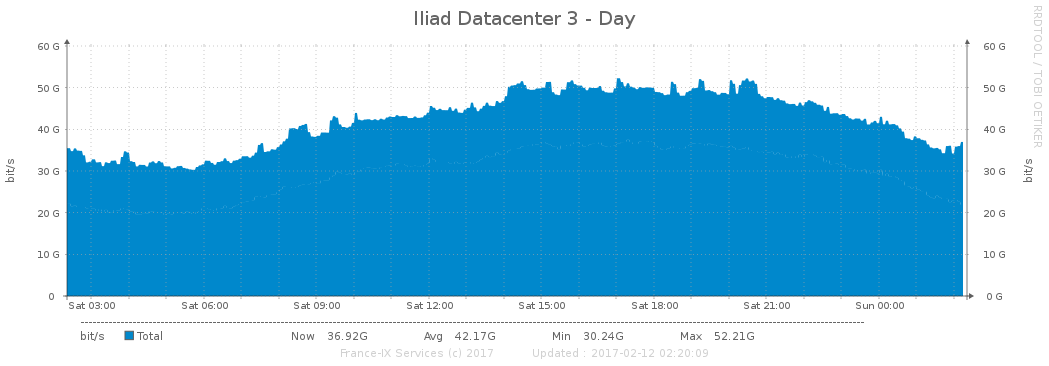 Iliad Datacenter 3 - Day
RRDTOOL / TOBI OETIKER
bit/s
60 G
50 G
40 G
30 G
20 G
10 G
0
60 G
50 G
40 G
30 G
20 G
10 G
0 G
bit/s
Sat 03:00 Sat 06:00 Sat 09:00 Sat 12:00 Sat 15:00 Sat 18:00 Sat 21:00 Sun 00:00
bit/s Total Now 36.92G Avg 42.17G Min 30.24G Max 52.21G
France-IX Services (c) 2017 Updated : 2017-02-12 02:20:09